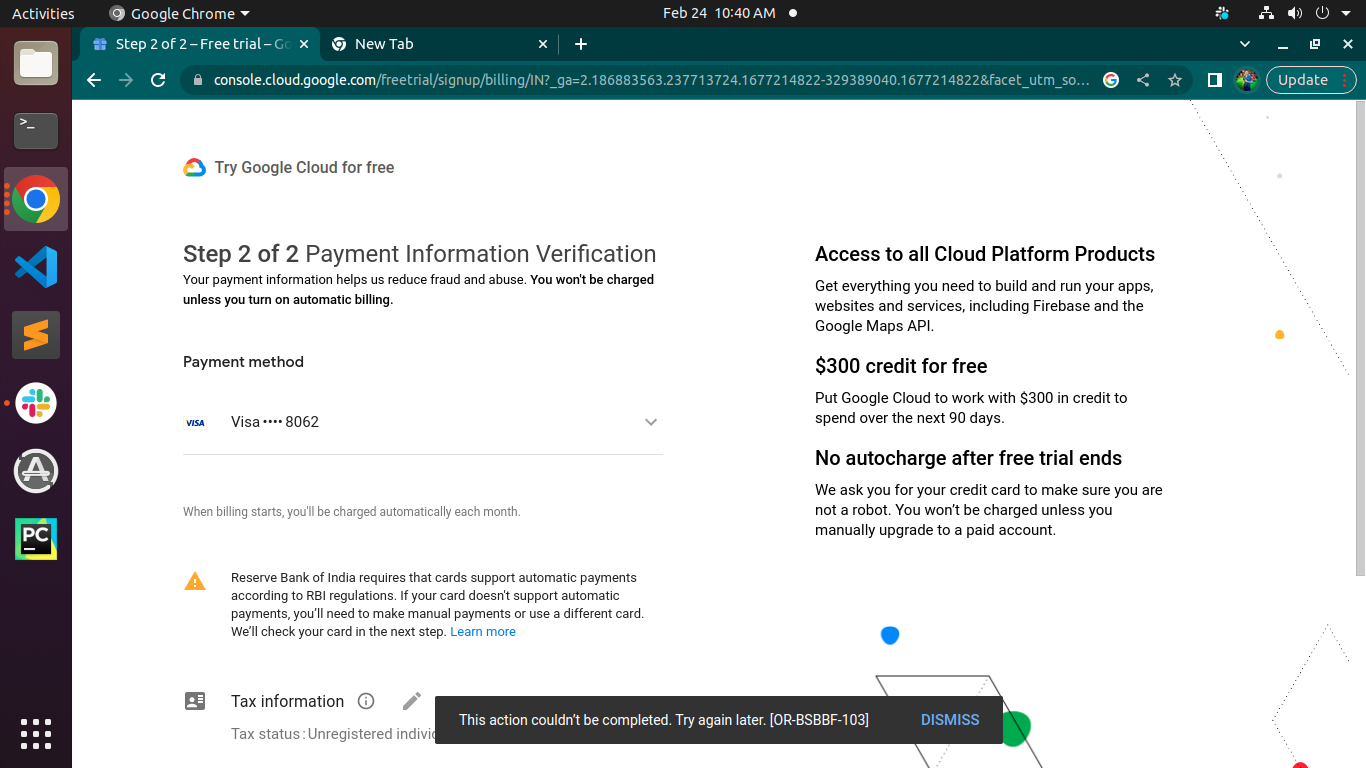 Activities
Google Chrome
Feb 24 10:40 AM
Step 2 of 2 – Free trial – Go
New Tab
console.cloud.google.com/freetrial/signup/billing/IN?_ga=2.186883563.237713724.1677214822-329389040.1677214822&facet_utm_so...
Update
Try Google Cloud for free
Step 2 of 2 Payment Information Verification
Your payment information helps us reduce fraud and abuse. You won't be charged
unless you turn on automatic billing.
Payment method
VISA
Visa •••• 8062
When billing starts, you'll be charged automatically each month.
Reserve Bank of India requires that cards support automatic payments
according to RBI regulations. If your card doesn't support automatic
payments, you'll need to make manual payments or use a different card.
We'll check your card in the next step. Learn more
Tax information
Tax status: Unregistered indivi
Access to all Cloud Platform Products
Get everything you need to build and run your apps,
websites and services, including Firebase and the
Google Maps API.
$300 credit for free
Put Google Cloud to work with $300 in credit to
spend over the next 90 days.
No autocharge after free trial ends
We ask you for your credit card to make sure you are
not a robot. You won't be charged unless you
manually upgrade to a paid account.
This action couldn't be completed. Try again later. [OR-BSBBF-103]
DISMISS
>_
PC